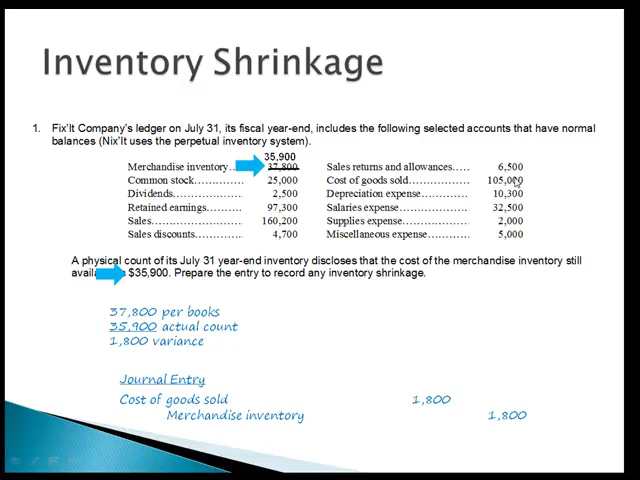 Inventory Shrinkage
1. Fix'It Company's ledger on July 31, its fiscal year-end, includes the following selected accounts that have normal
balances (Nix'It uses the perpetual inventory system).
35,900
Merchandise inventory.. 37,800 Sales returns and allowances….. 6,500
Common stock…………… 25,000 Cost of goods sold……………… 105,000
Dividends………………… 2,500 Depreciation expense…………… 10,300
Retained earnings……….. 97,300 Salaries expense………………… 32,500
Sales……………………… 160,200 Supplies expense………………… 2,000
Sales discounts…………... 4,700 Miscellaneous expense………… 5,000
A physical count of its July 31 year-end inventory discloses that the cost of the merchandise inventory still
$35,900. Prepare the entry to record any inventory shrinkage.
37,800 per books
35,900 actual count
1,800 variance
Journal Entry
Cost of goods sold 1,800
Merchandise inventory 1,800